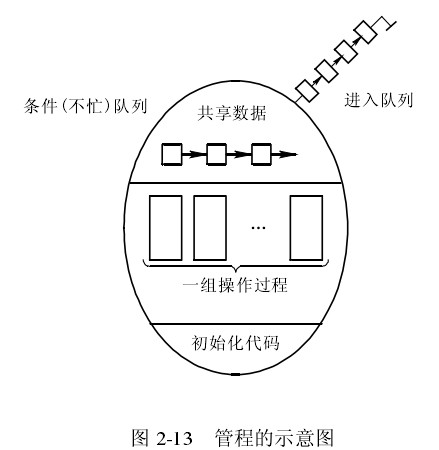 进入队列
条件(不忙)队列
共享数据
…
一组操作过程
初始化代码
图 2-13 管程的示意图